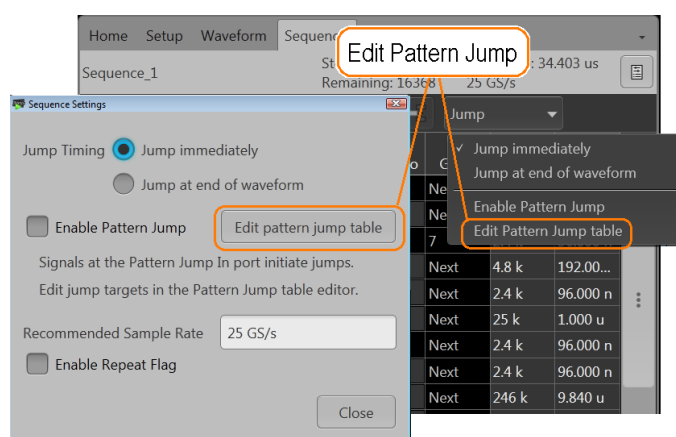 Home Setup Waveform Sequence
Edit Pattern Jump
Sequence_1
34.403 us
Remaining: 16368 25 GS/s
Sequence Settings
Jump
Jump Timing Jump immediately
Jump at end of waveform
Enable Pattern Jump Edit pattern jump table
Signals at the Pattern Jump In port initiate jumps.
Edit jump targets in the Pattern Jump table editor.
Recommended Sample Rate 25 GS/s
Enable Repeat Flag
Close
Jump immediately
Jump at end of waveform
Enable Pattern Jump
Edit Pattern Jump table
7
Next 4.8 k 192.00...
Next 2.4 k 96.000 n
Next 25 k 1.000 u
Next 2.4 k 96.000 n
Next 2.4 k 96.000 n
Next 246 k 9.840 u